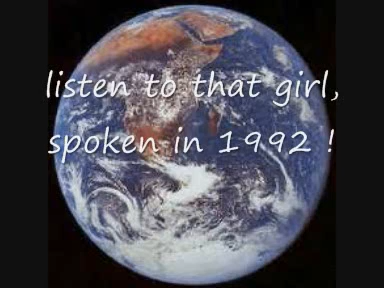 listen to that girl,
spoken in 1992 !